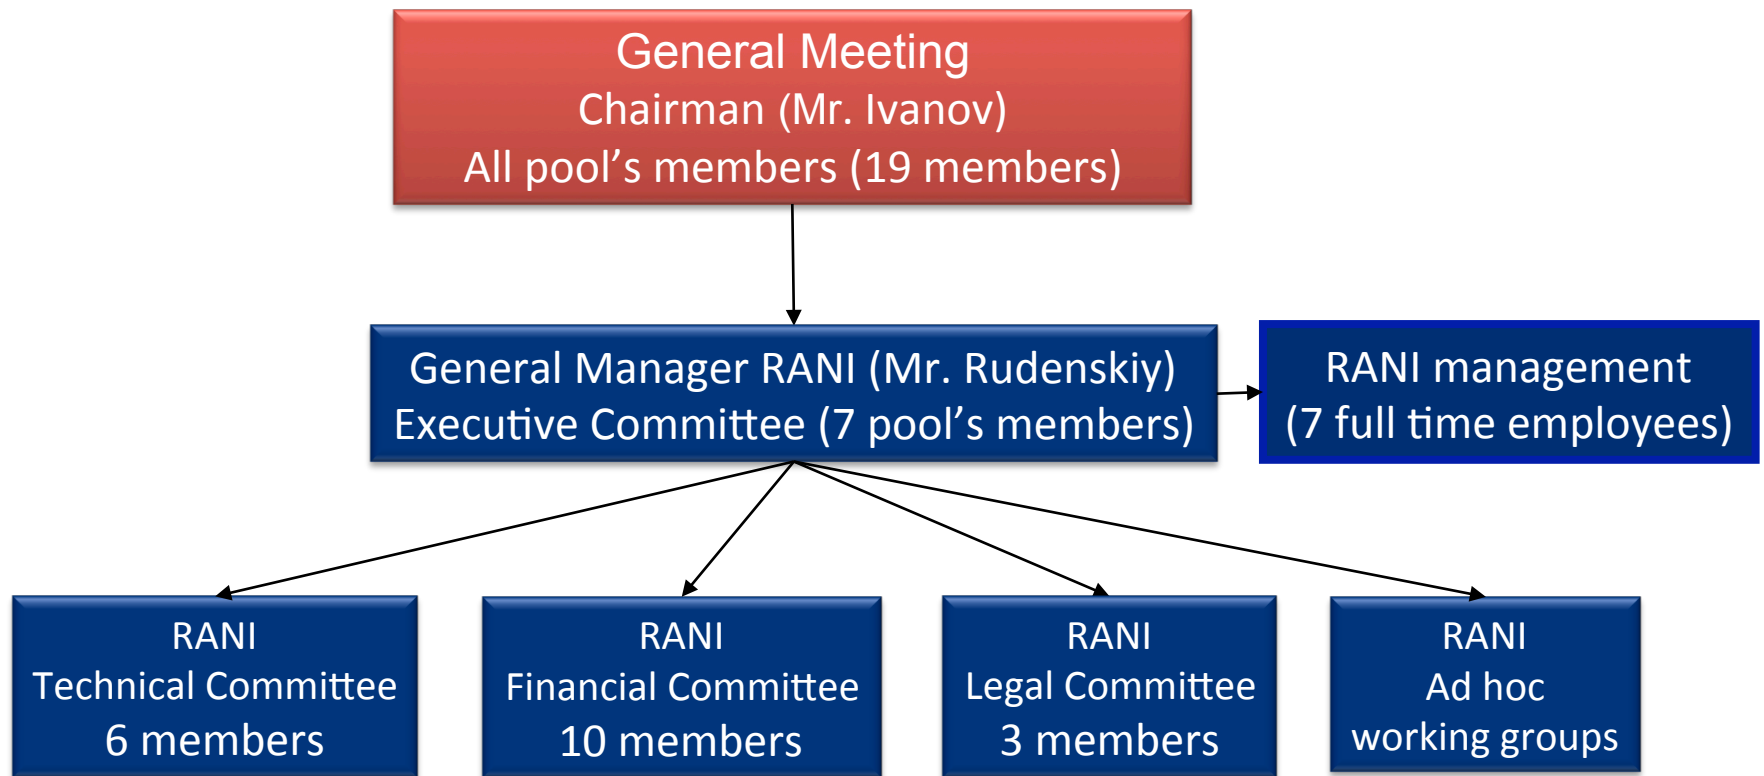 General Meeting
Chairman (Mr. Ivanov)
All pool’s members (19 members)
General Manager RANI (Mr. Rudenskiy)
Executive Committee (7 pool’s members)
RANI management
(7 full time employees)
RANI
Technical Committee
6 members
RANI
Financial Committee
10 members
RANI
Legal Committee
3 members
RANI
Ad hoc
working groups